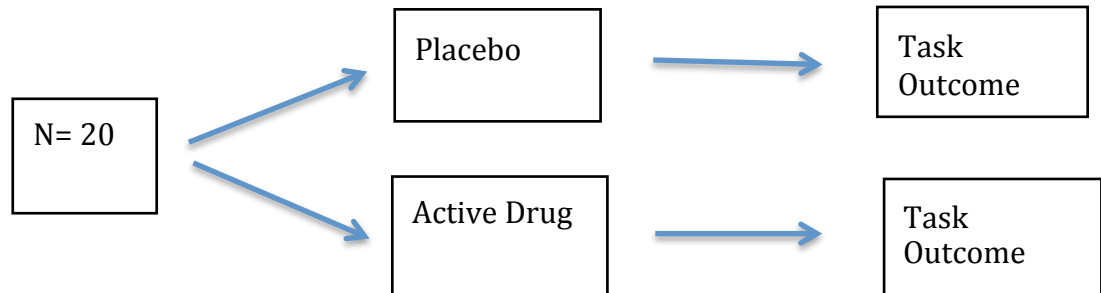 Placebo
Task
Outcome
N= 20
Active Drug
Task
Outcome